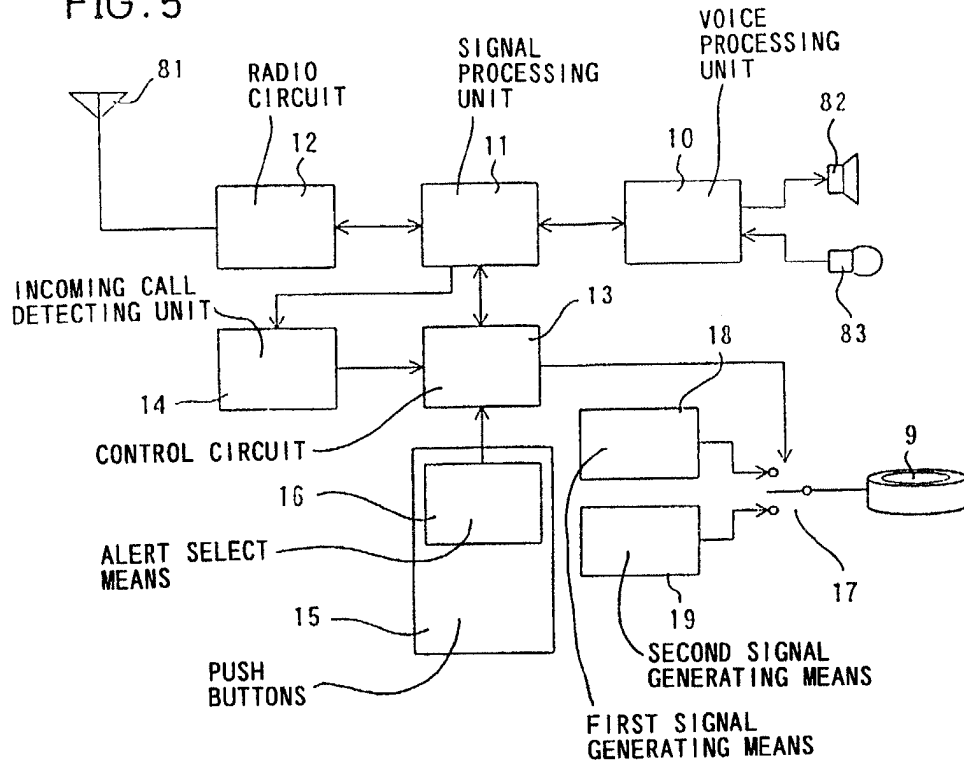 FIG. 5
81
RADIO
CIRCUIT
SIGNAL
PROCESSING
UNIT
VOICE
PROCESSING
UNIT
12
11
10
82
83
INCOMING CALL
DETECTING UNIT
14
13
CONTROL CIRCUIT
18
9
16
ALERT SELECT
MEANS
17
15
19
PUSH
BUTTONS
SECOND SIGNAL
GENERATING MEANS
FIRST SIGNAL
GENERATING MEANS